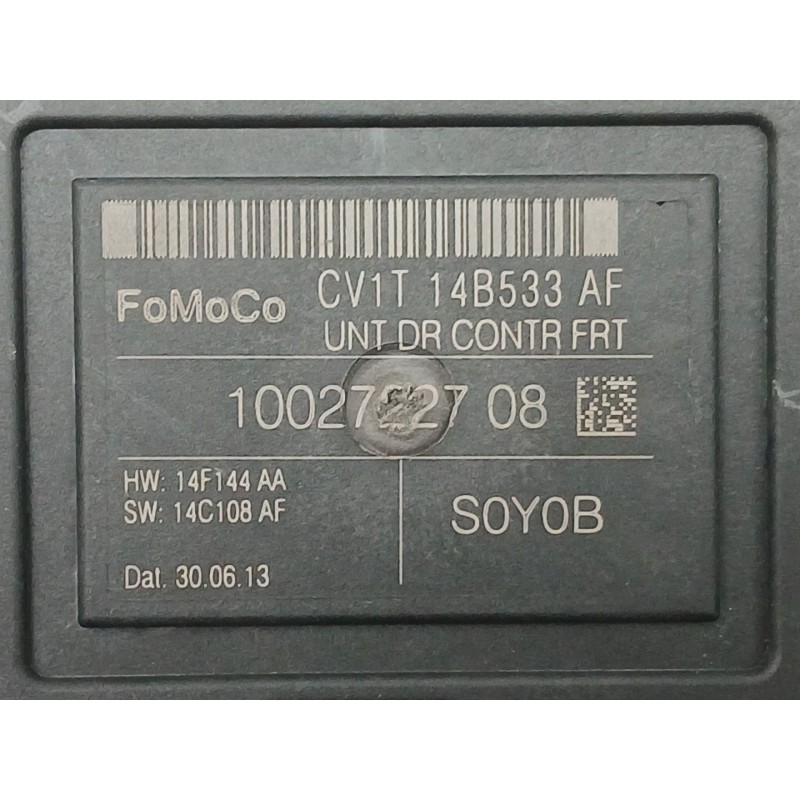 FoMoCo CV1T 14B533 AF
UNT DR CONTR FRT
10027227 08
HW: 14F144 AA
SW: 14C108 AF
S0Y0B
Dat. 30.06.13